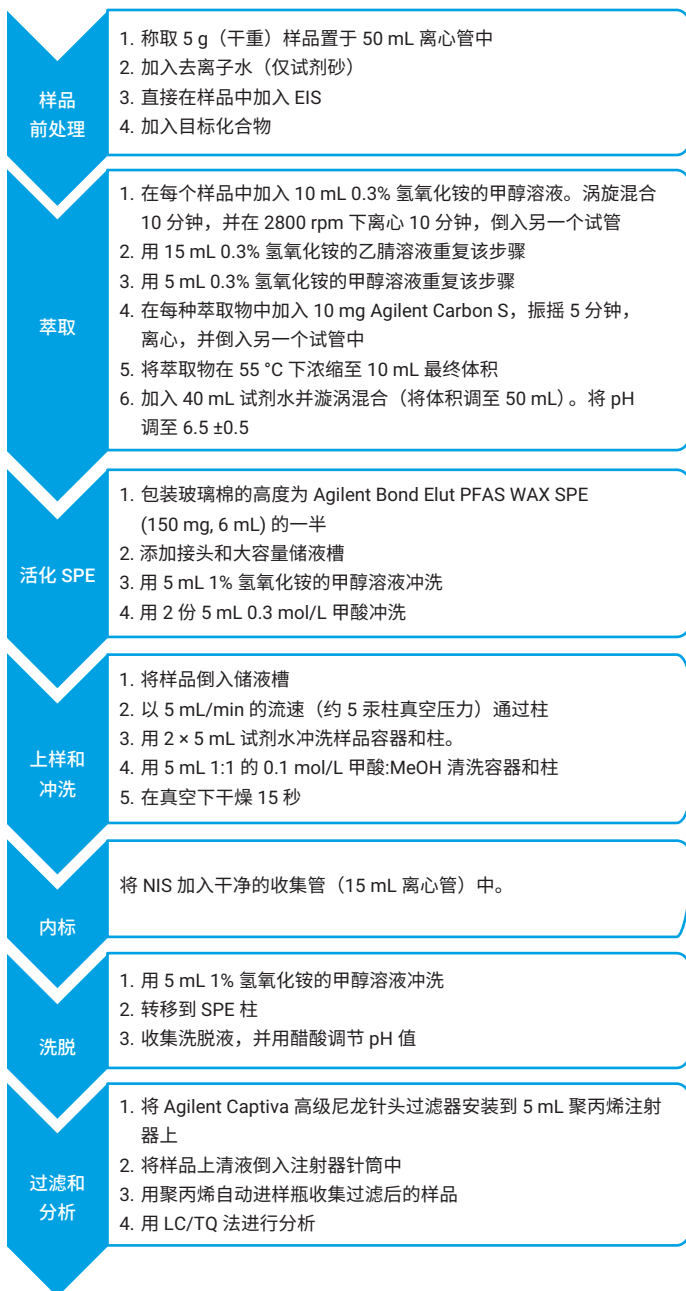 样品
前处理
1. 称取 5 g（干重）样品置于 50 mL 离心管中
2. 加入去离子水（仅试剂砂）
3. 直接在样品中加入 EIS
4. 加入目标化合物
萃取
1. 在每个样品中加入 10 mL 0.3% 氢氧化铵的甲醇溶液。涡旋混合
10 分钟，并在 2800 rpm 下离心 10 分钟，倒入另一个试管
2. 用 15 mL 0.3% 氢氧化铵的乙腈溶液重复该步骤
3. 用 5 mL 0.3% 氢氧化铵的甲醇溶液重复该步骤
4. 在每种萃取物中加入 10 mg Agilent Carbon S，振摇 5 分钟，
离心，并倒入另一个试管中
5. 将萃取物在 55 °C 下浓缩至 10 mL 最终体积
6. 加入 40 mL 试剂水并漩涡混合（将体积调至 50 mL）。将 pH
调至 6.5 ±0.5
活化 SPE
1. 包装玻璃棉的高度为 Agilent Bond Elut PFAS WAX SPE
(150 mg, 6 mL) 的一半
2. 添加接头和大容量储液槽
3. 用 5 mL 1% 氢氧化铵的甲醇溶液冲洗
4. 用 2 份 5 mL 0.3 mol/L 甲酸冲洗
上样和
冲洗
1. 将样品倒入储液槽
2. 以 5 mL/min 的流速（约 5 汞柱真空压力）通过柱
3. 用 2 × 5 mL 试剂水冲洗样品容器和柱。
4. 用 5 mL 1:1 的 0.1 mol/L 甲酸:MeOH 清洗容器和柱
5. 在真空下干燥 15 秒
内标
将 NIS 加入干净的收集管（15 mL 离心管）中。
洗脱
1. 用 5 mL 1% 氢氧化铵的甲醇溶液冲洗
2. 转移到 SPE 柱
3. 收集洗脱液，并用醋酸调节 pH 值
过滤和
分析
1. 将 Agilent Captiva 高级尼龙针头过滤器安装到 5 mL 聚丙烯注射
器上
2. 将样品上清液倒入注射器针筒中
3. 用聚丙烯自动进样瓶收集过滤后的样品
4. 用 LC/TQ 法进行分析